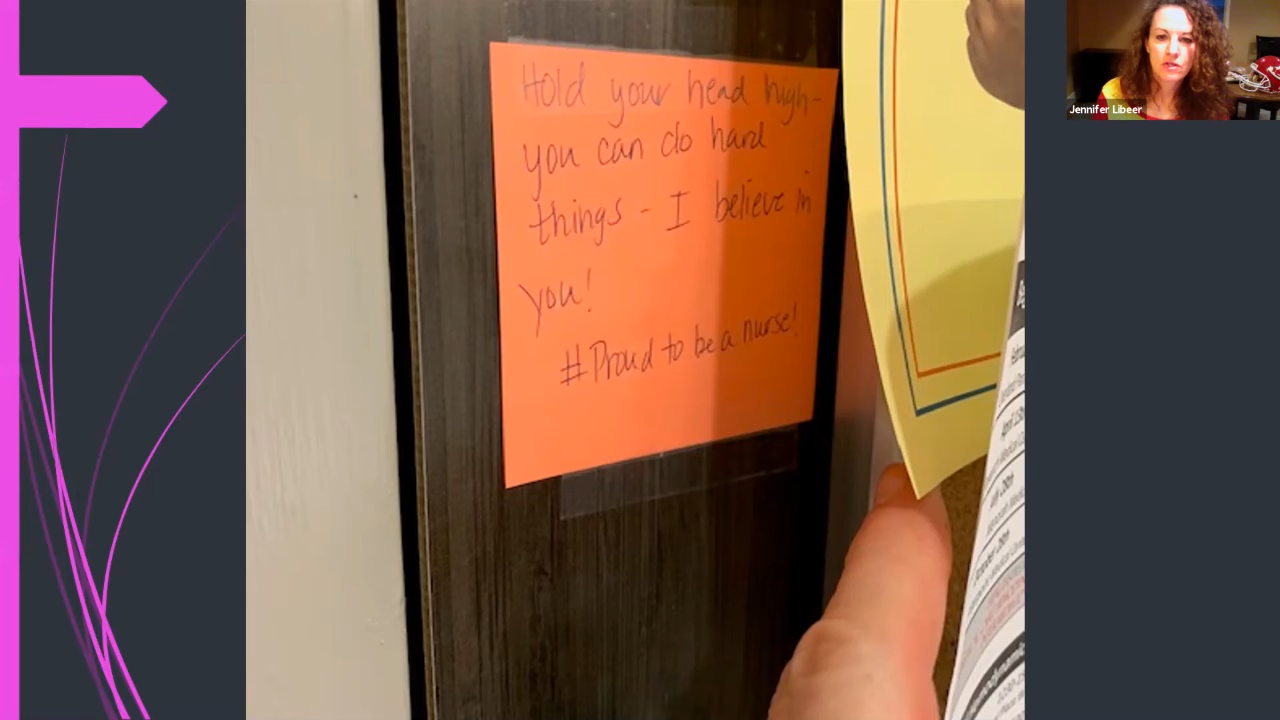 Hold your head high-
you can do hard
things - I believe in
you!
#Proud to be a nurse!
Jennifer Libeer